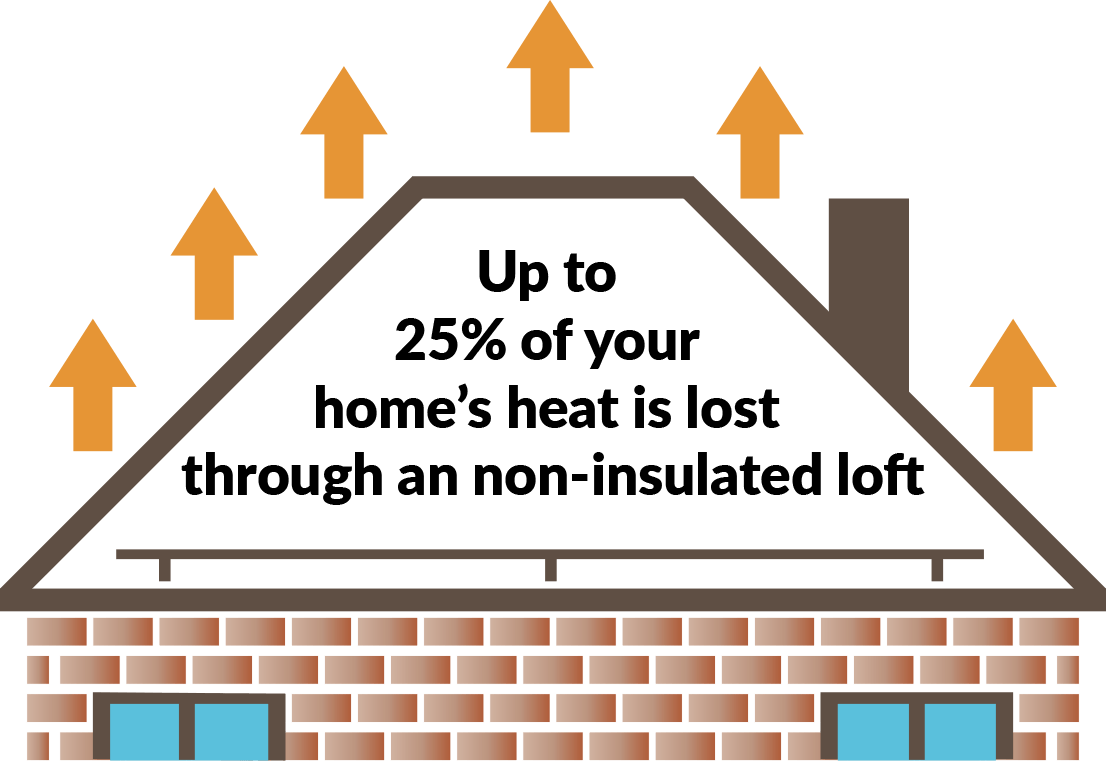 Up to
25% of your
home’s heat is lost
through an non-insulated loft